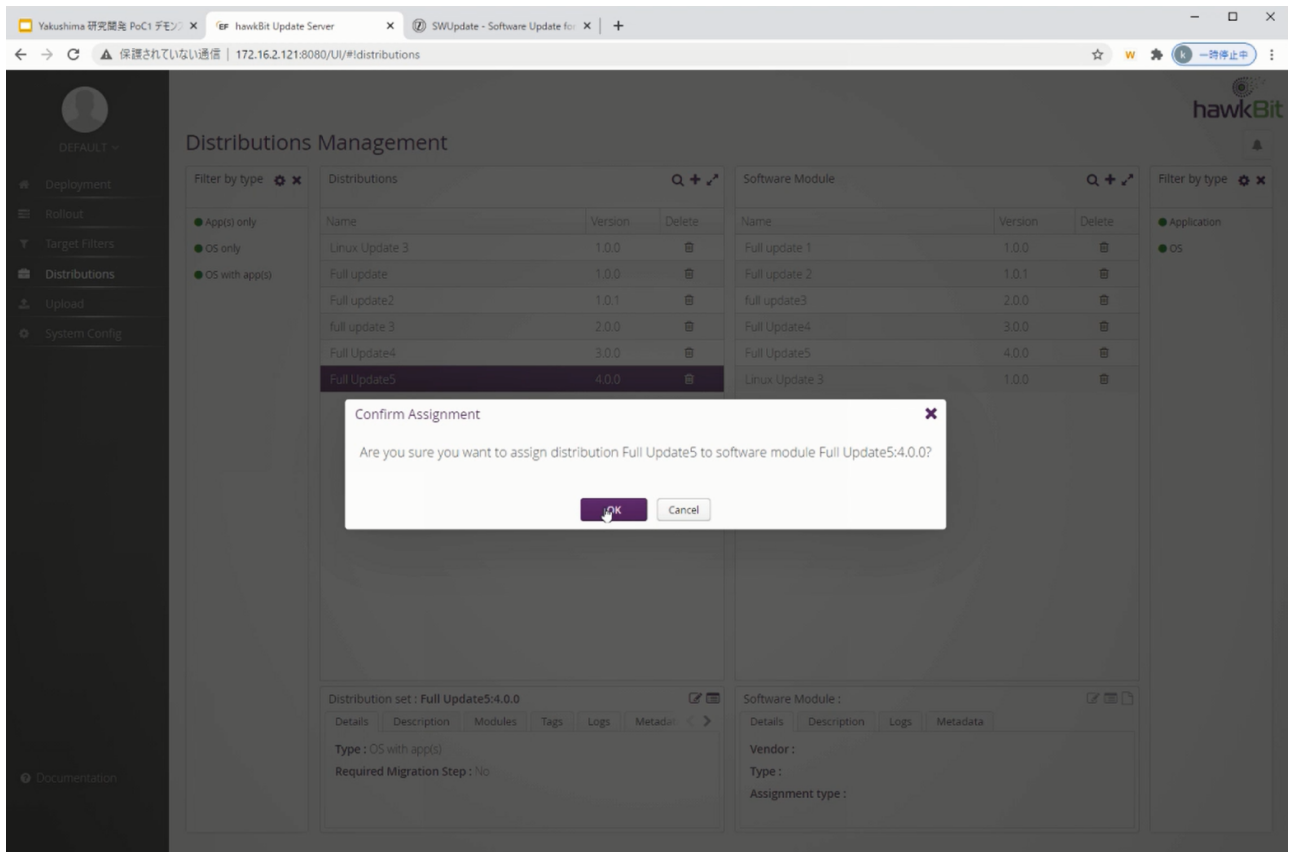 Yakushima 研究開発 PoC1 デモン
EF hawkBit Update Server
SWUpdate - Software Update fo
保護されていない通信 | 172.16.2.121:8080/UI/#!distributions
W
k 一時停止中
hawkBit
DEFAULT
Distributions Management
Deployment
Rollout
Target Filters
Distributions
Upload
System Config
Documentation
Filter by type
App(s) only
OS only
OS with app(s)
Distributions
Name Version Delete
Linux Update 3 1.0.0
Full update 1.0.0
Full update2 1.0.1
full update 3 2.0.0
Full Update4 3.0.0
Full Update5 4.0.0
Software Module
Name Version Delete
Full update 1 1.0.0
Full update 2 1.0.1
full update3 2.0.0
Full Update4 3.0.0
Full Update5 4.0.0
Linux Update 3 1.0.0
Filter by type
Application
OS
Confirm Assignment
Are you sure you want to assign distribution Full Update5 to software module Full Update5:4.0.0?
OK
Cancel
Distribution set : Full Update5:4.0.0
Details Description Modules Tags Logs Metadat
Type : OS with app(s)
Required Migration Step : No
Software Module :
Details Description Logs Metadata
Vendor :
Type :
Assignment type :